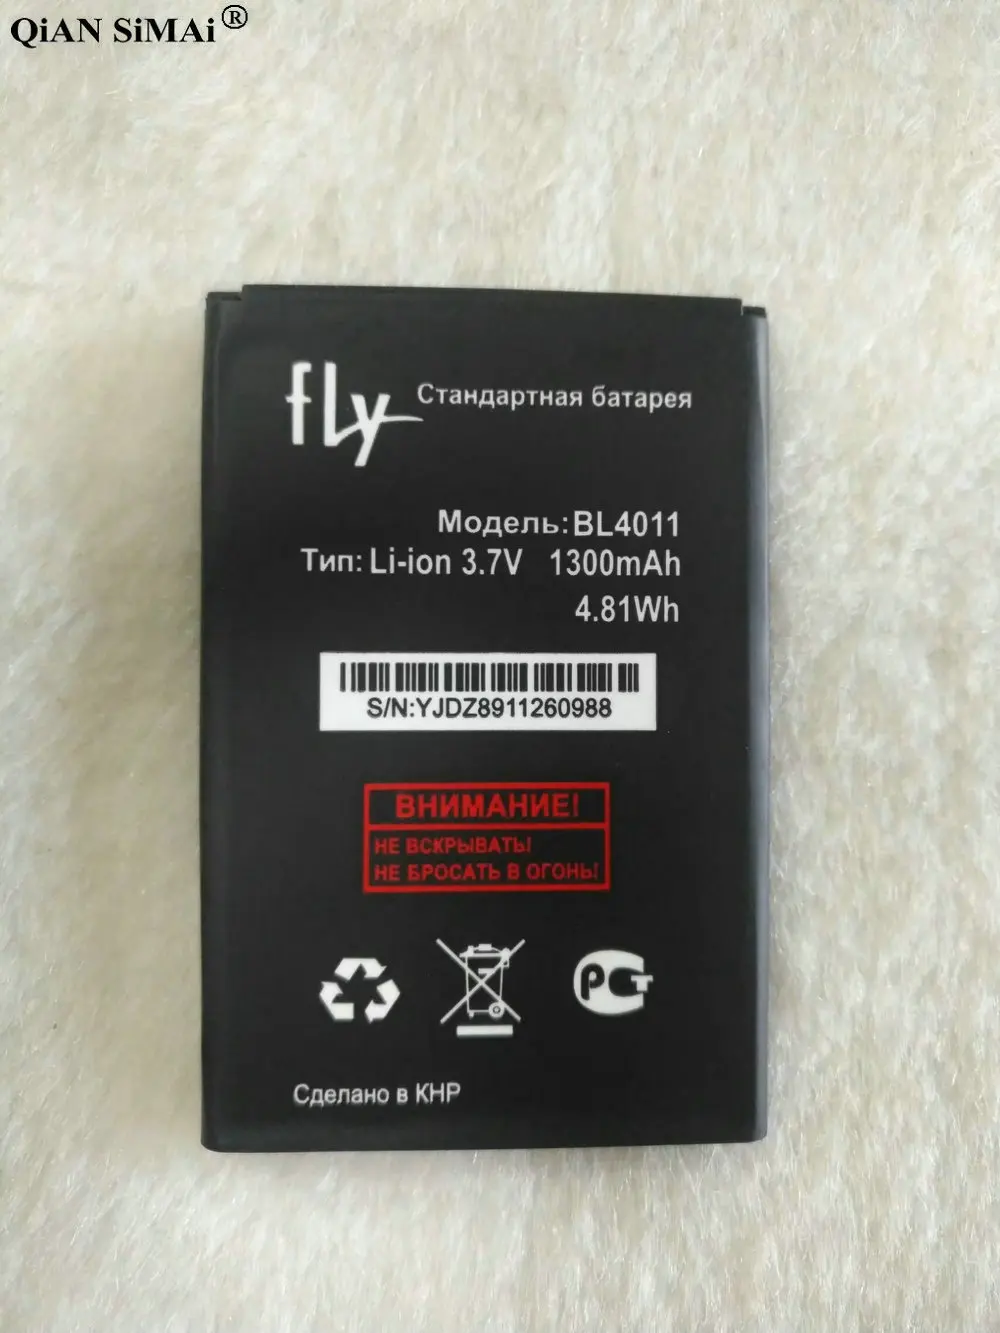 QiAN SiMAi®
fly Стандартная батарея
Модель:BL4011
Тип: Li-ion 3.7V 1300mAh
4.81Wh
S/N:YJDZ8911260988
ВНИМАНИЕ!
НЕ ВСКРЫВАТЬ!
НЕ БРОСАТЬ В ОГОНЬ!
РСТ
Сделано в КНР